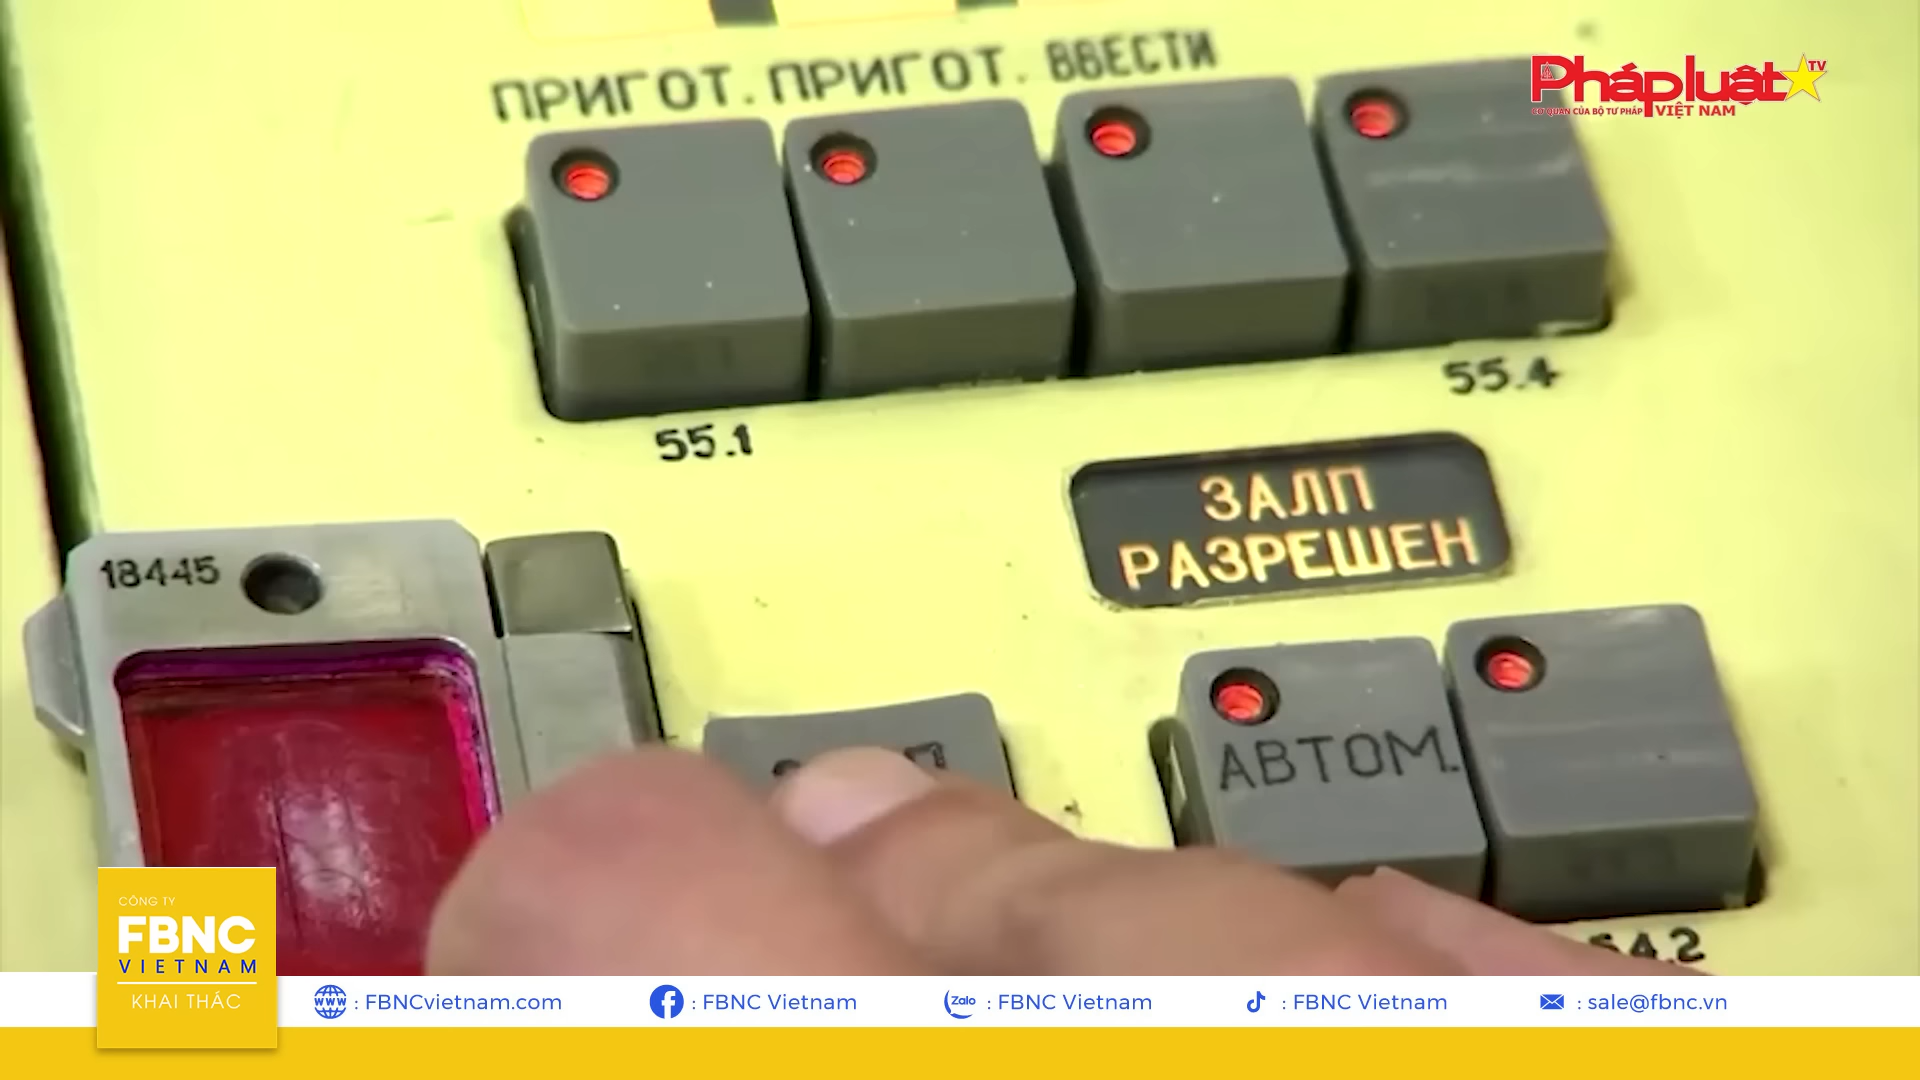 ПРИГОТ. ПРИГОТ. ВВЕСТИ
Phápluật TV
CƠ QUAN CỦA BỘ TƯ PHÁP VIỆT NAM
55.1
55.4
ЗАЛП
РАЗРЕШЕН
18445
АВТОМ.
54.2
CÔNG TY
FBNC
VIETNAM
KHAI THÁC
: FBNCvietnam.com
: FBNC Vietnam
Zalo : FBNC Vietnam
: FBNC Vietnam
: sale@fbnc.vn